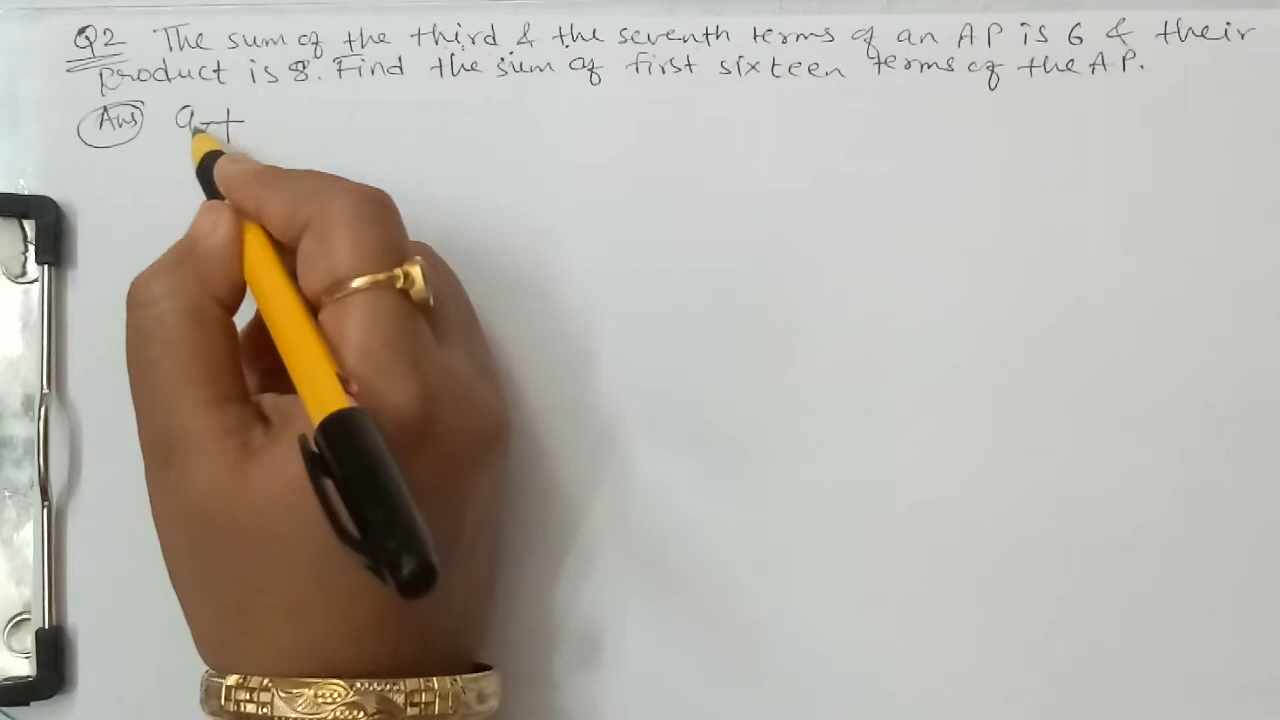 Q2 The sum of the third & the seventh terms of an AP is 6 & their
product is 8. Find the sum of first sixteen terms of the AP.
Ans a +